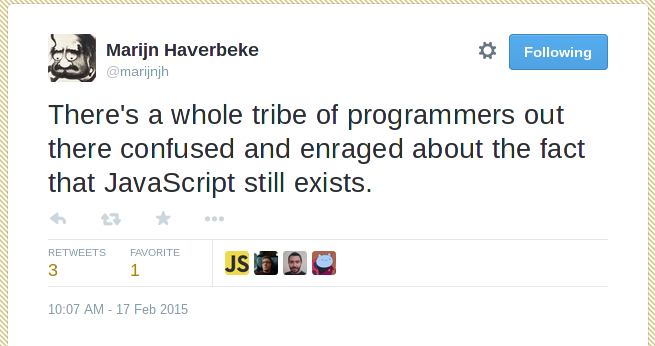 Marijn Haverbeke
@marijnjh
Following
There's a whole tribe of programmers out
there confused and enraged about the fact
that JavaScript still exists.
RETWEETS
FAVORITE
3
1
JS
10:07 AM - 17 Feb 2015